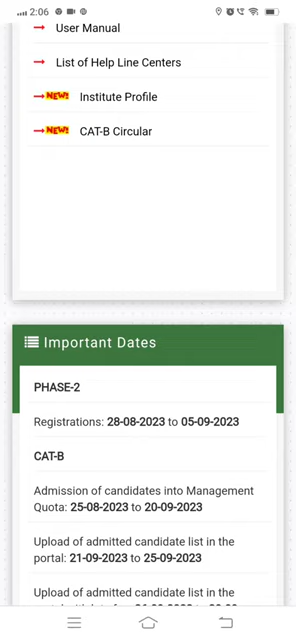 2:06
User Manual
List of Help Line Centers
NEW! Institute Profile
NEW! CAT-B Circular
Important Dates
PHASE-2
Registrations: 28-08-2023 to 05-09-2023
CAT-B
Admission of candidates into Management
Quota: 25-08-2023 to 20-09-2023
Upload of admitted candidate list in the
portal: 21-09-2023 to 25-09-2023
Upload of admitted candidate list in the